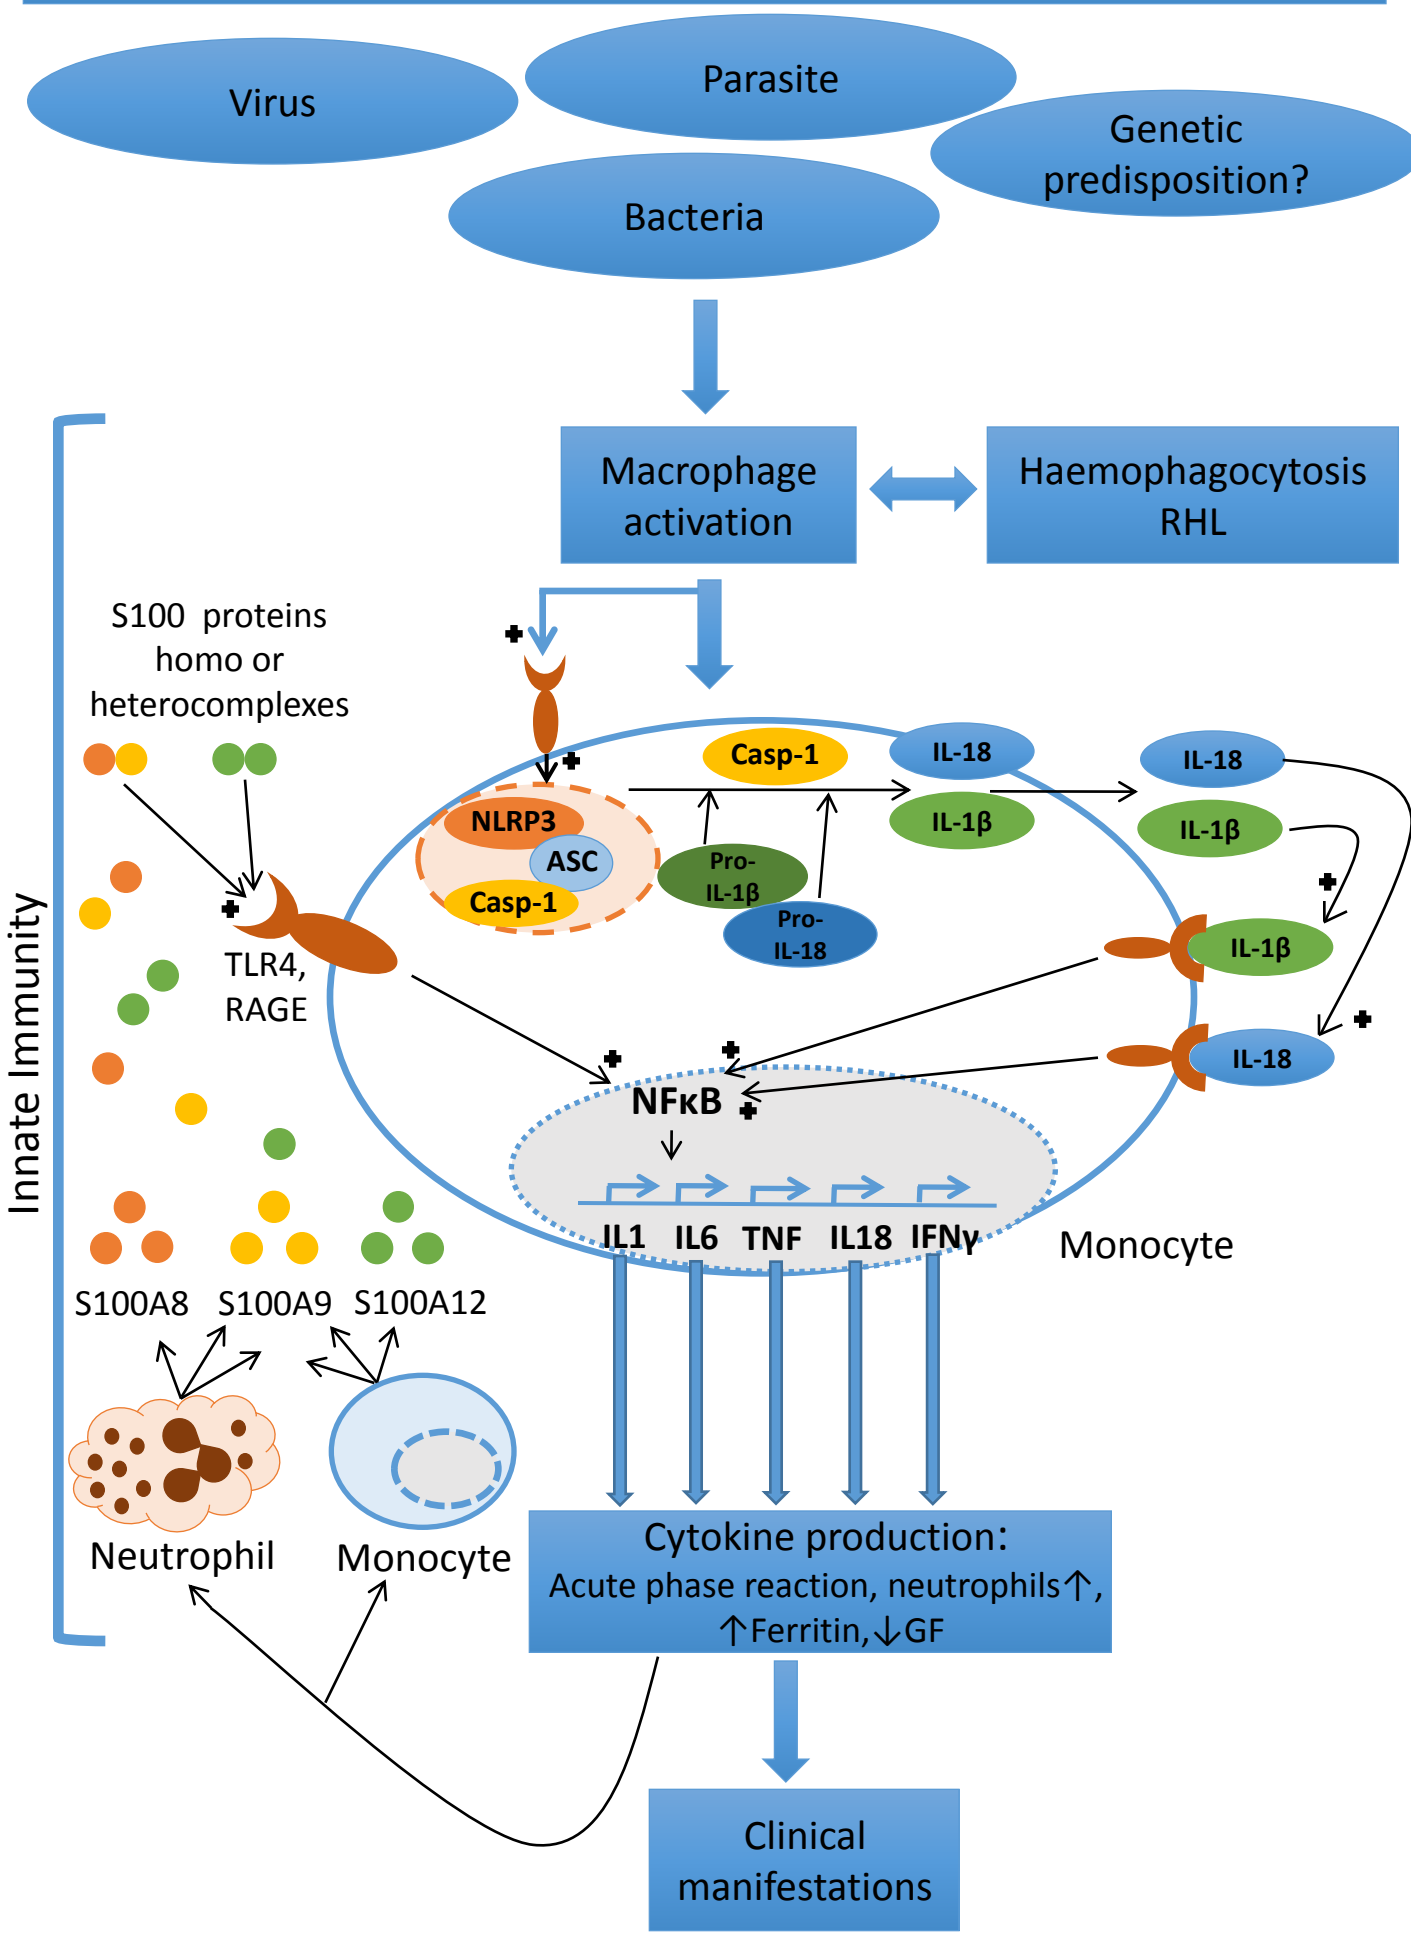 Virus
Parasite
Genetic
predisposition?
Bacteria
Macrophage
activation
Haemophagocytosis
RHL
Innate Immunity
S100 proteins
homo or
heterocomplexes
NLRP3
ASC
Casp-1
Casp-1
Pro-
IL-1β
Pro-
IL-18
IL-18
IL-1β
IL-18
IL-1β
IL-1β
IL-18
TLR4,
RAGE
NFκB
IL1 IL6 TNF IL18 IFNγ
Monocyte
S100A8 S100A9 S100A12
Neutrophil
Monocyte
Cytokine production:
Acute phase reaction, neutrophils↑,
↑Ferritin,↓GF
Clinical
manifestations